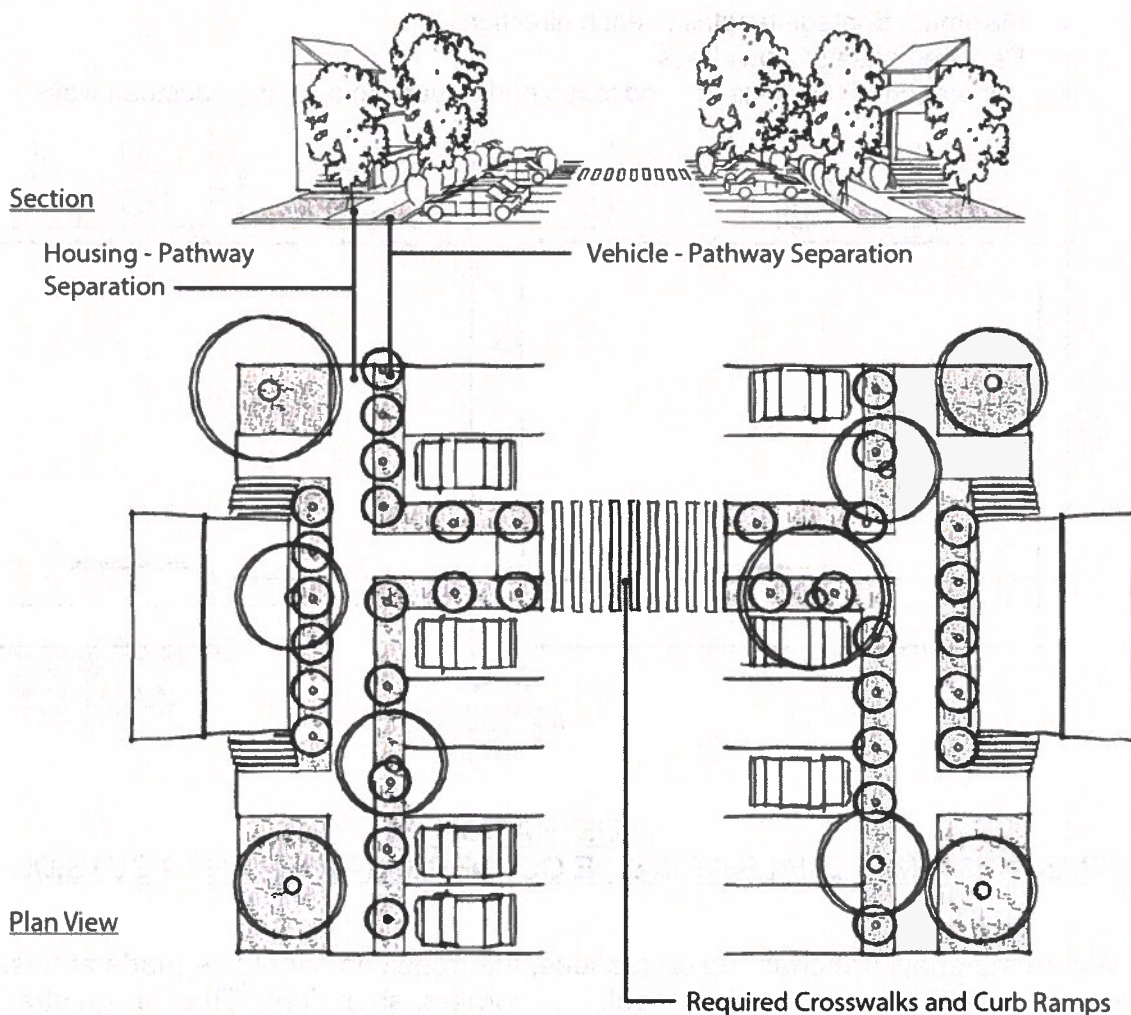 Section
Housing - Pathway
Separation
Vehicle - Pathway Separation
Plan View
Required Crosswalks and Curb Ramps